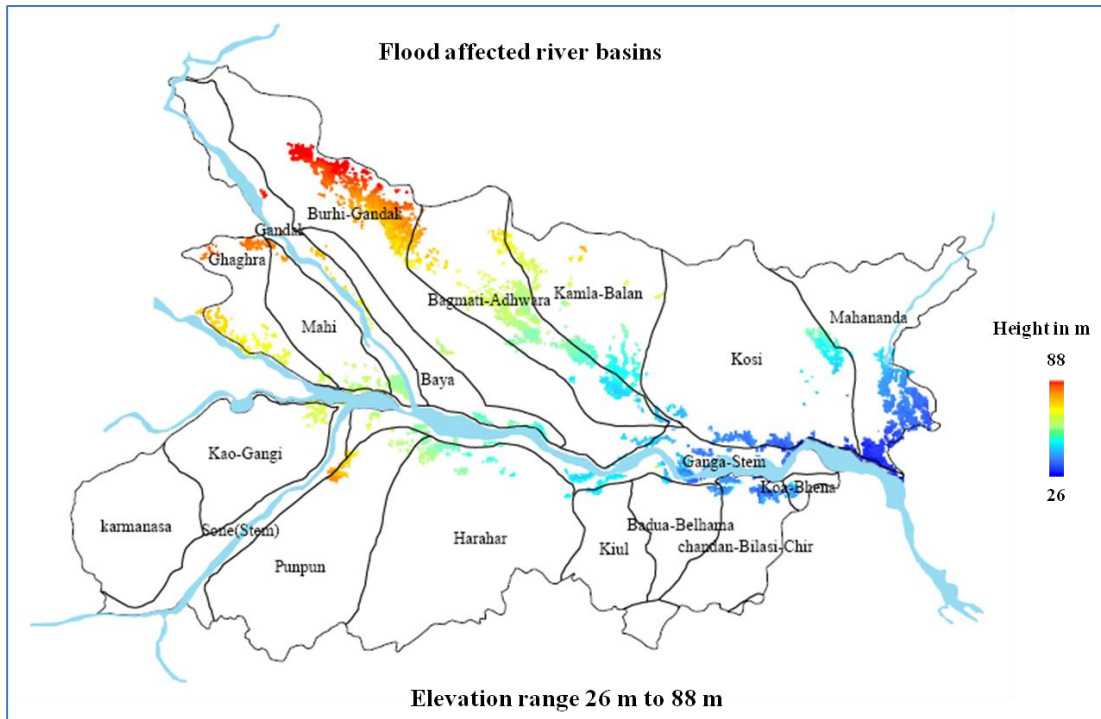 Flood affected river basins
Burhi-Gandak
Gandak
Ghaghra
Bagmati-Adhwara
Kamla-Balan
Mahananda
Mahi
Height in m
88
Kosi
Baya
Kao-Gangi
Ganga-Stem
Koa-Bhena
26
karmanasa
Sone(Stem)
Badua-Belhama
Harahar
Kiul
chandan-Bilasi-Chir
Punpun
Elevation range 26 m to 88 m